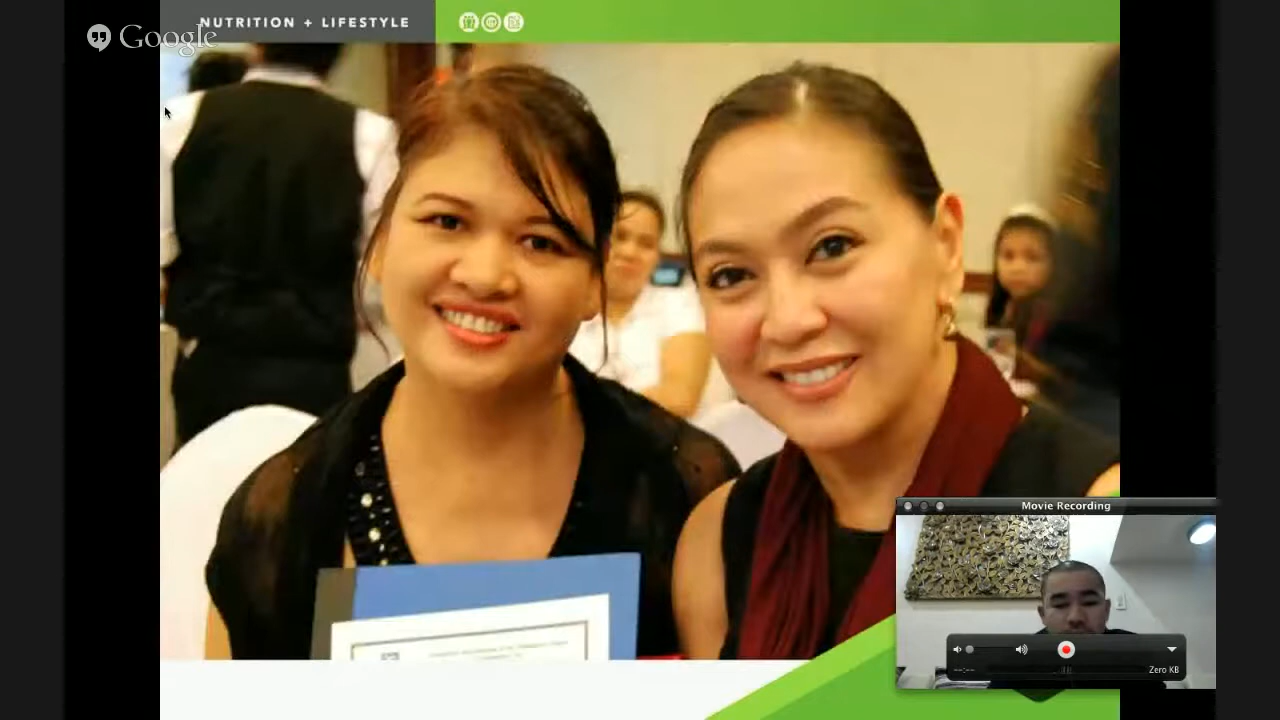 NUTRITION + LIFESTYLE
Google
Movie Recording
--:--
Zero KB